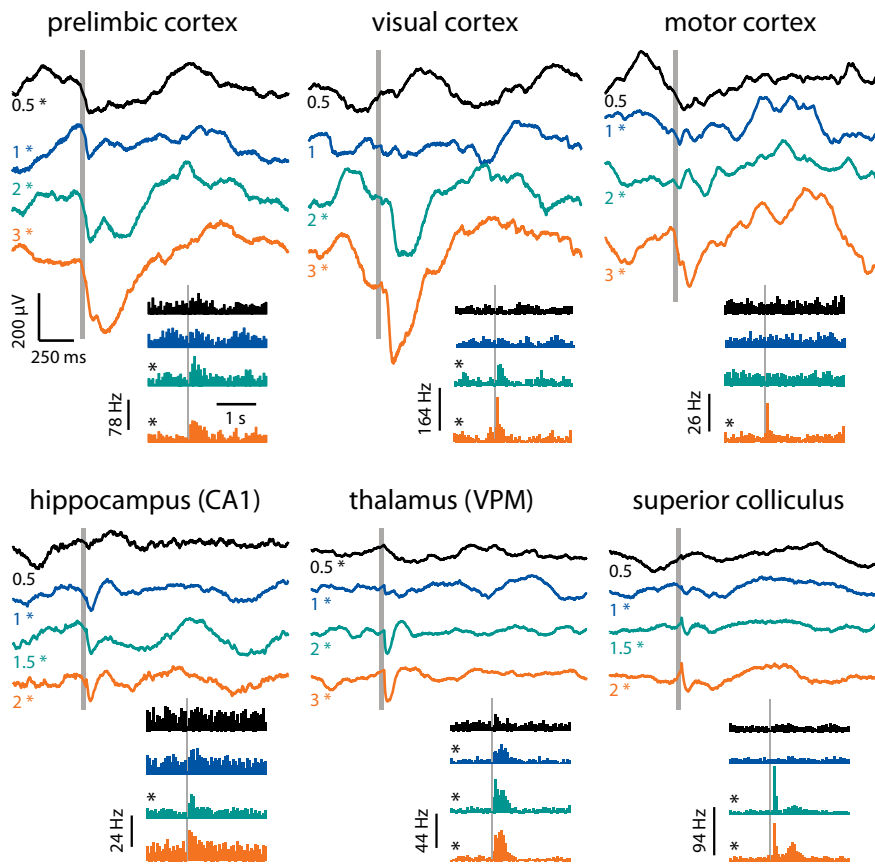 prelimbic cortex
0.5 *
1 *
2 *
3 *
200 µV
250 ms
*
*
78 Hz
1 s
visual cortex
0.5
1
2 *
3 *
*
*
164 Hz
motor cortex
0.5
1 *
2 *
3 *
*
26 Hz
hippocampus (CA1)
0.5
1 *
1.5 *
2 *
*
24 Hz
thalamus (VPM)
0.5 *
1 *
2 *
3 *
*
*
*
44 Hz
superior colliculus
0.5
1 *
1.5 *
2 *
*
*
94 Hz